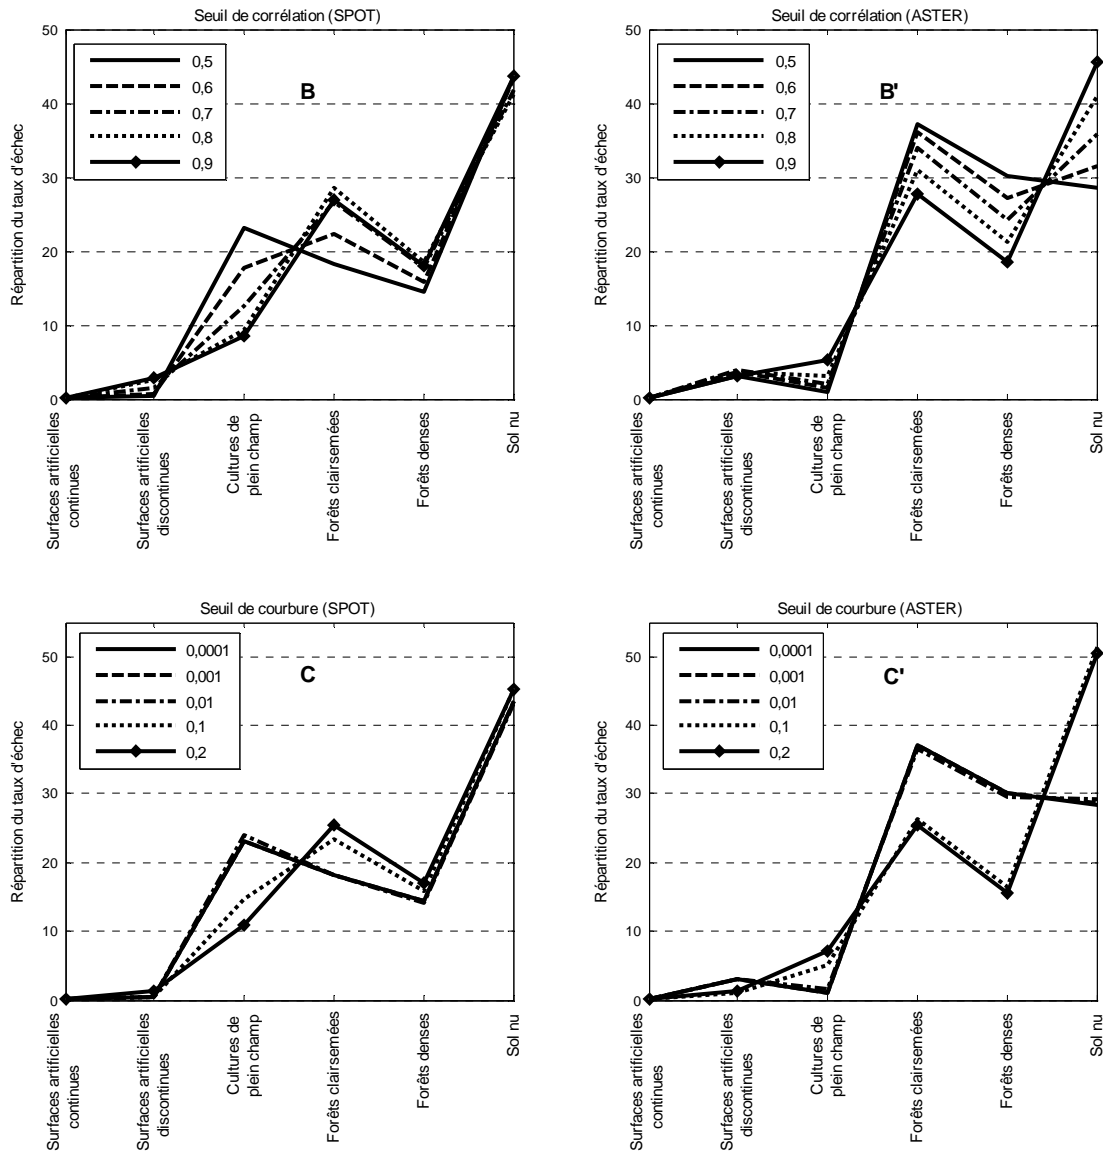 Seuil de corrélation (SPOT)
50
40
30
20
10
0
Répartition du taux d'échec
0,5
0,6
0,7
0,8
0,9
B
Surfaces artificielles
continues
Surfaces artificielles
discontinues
Cultures de
plein champ
Forêts clairsemées
Forêts denses
Sol nu
Seuil de corrélation (ASTER)
50
40
30
20
10
0
Répartition du taux d'échec
0,5
0,6
0,7
0,8
0,9
B'
Surfaces artificielles
continues
Surfaces artificielles
discontinues
Cultures de
plein champ
Forêts clairsemées
Forêts denses
Sol nu
Seuil de courbure (SPOT)
50
40
30
20
10
0
Répartition du taux d'échec
0,0001
0,001
0,01
0,1
0,2
C
Surfaces artificielles
continues
Surfaces artificielles
discontinues
Cultures de
plein champ
Forêts clairsemées
Forêts denses
Sol nu
Seuil de courbure (ASTER)
50
40
30
20
10
0
Répartition du taux d'échec
0,0001
0,001
0,01
0,1
0,2
C'
Surfaces artificielles
continues
Surfaces artificielles
discontinues
Cultures de
plein champ
Forêts clairsemées
Forêts denses
Sol nu